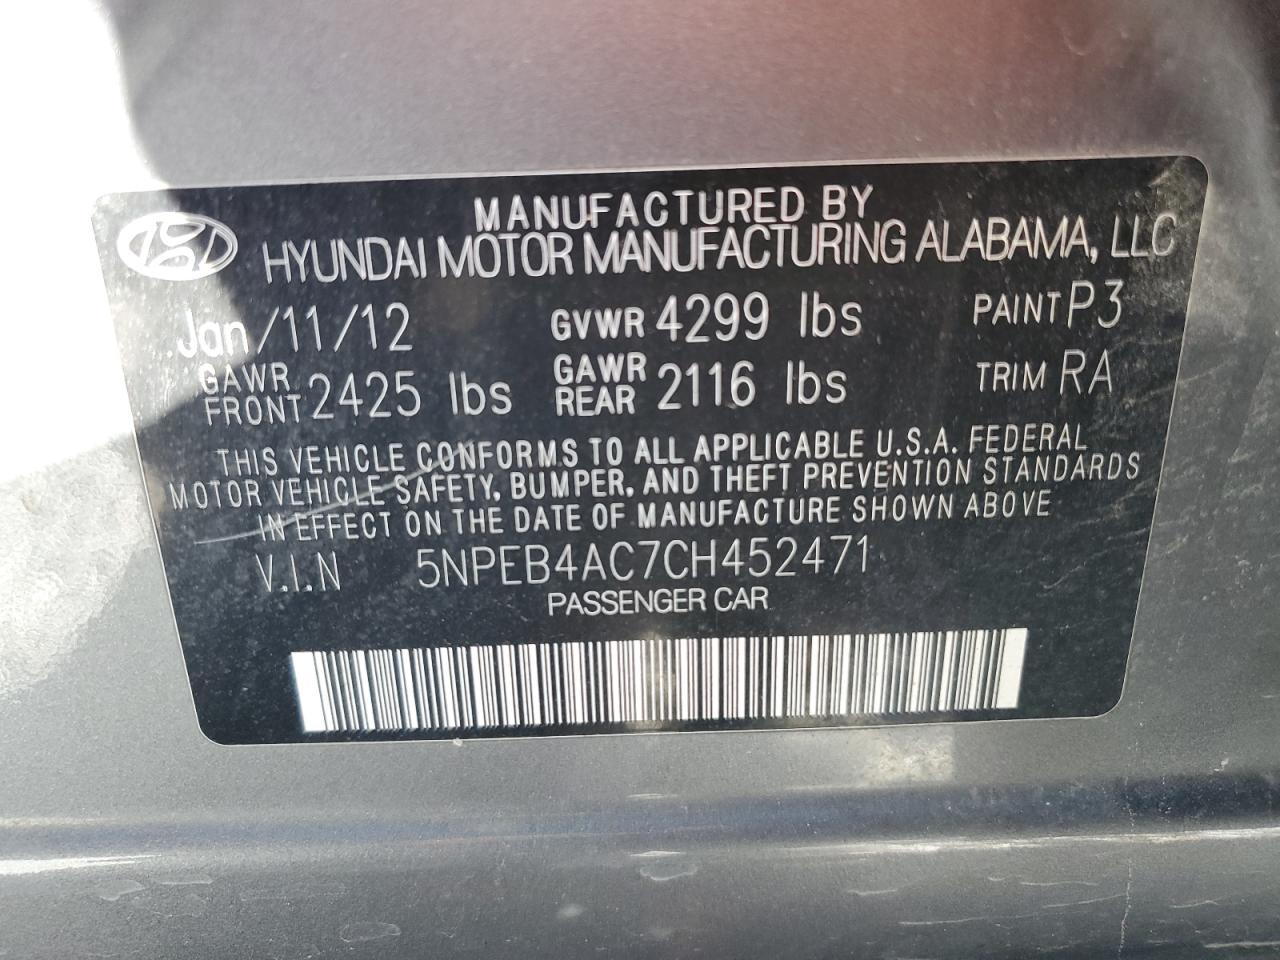 MANUFACTURED BY
HYUNDAI MOTOR MANUFACTURING ALABAMA, LLC
Jan/11/12 GVWR 4299 lbs PAINT P3
GAWR FRONT 2425 lbs GAWR REAR 2116 lbs TRIM RA
THIS VEHICLE CONFORMS TO ALL APPLICABLE U.S.A. FEDERAL
MOTOR VEHICLE SAFETY, BUMPER, AND THEFT PREVENTION STANDARDS
IN EFFECT ON THE DATE OF MANUFACTURE SHOWN ABOVE
V.I.N 5NPEB4AC7CH452471
PASSENGER CAR